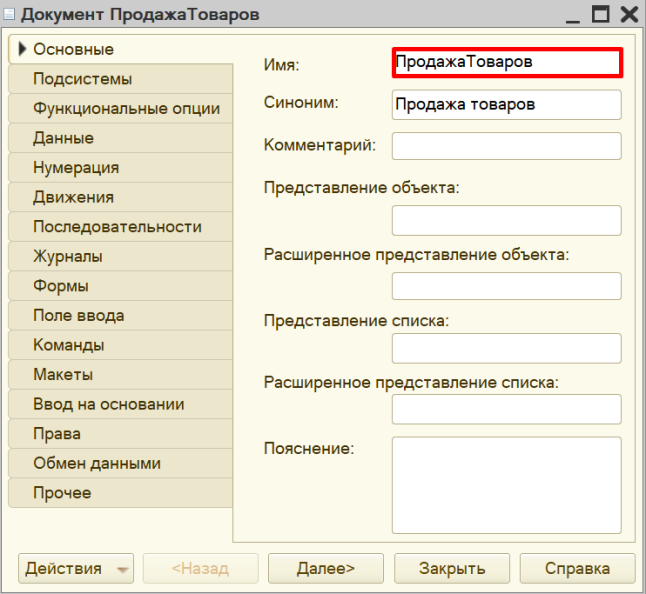 Документ ПродажаТоваров
Основные
Подсистемы
Функциональные опции
Данные
Нумерация
Движения
Последовательности
Журналы
Формы
Поле ввода
Команды
Макеты
Ввод на основании
Права
Обмен данными
Прочее
Имя: ПродажаТоваров
Синоним: Продажа товаров
Комментарий:
Представление объекта:
Расширенное представление объекта:
Представление списка:
Расширенное представление списка:
Пояснение:
Действия <Назад Далее> Закрыть Справка